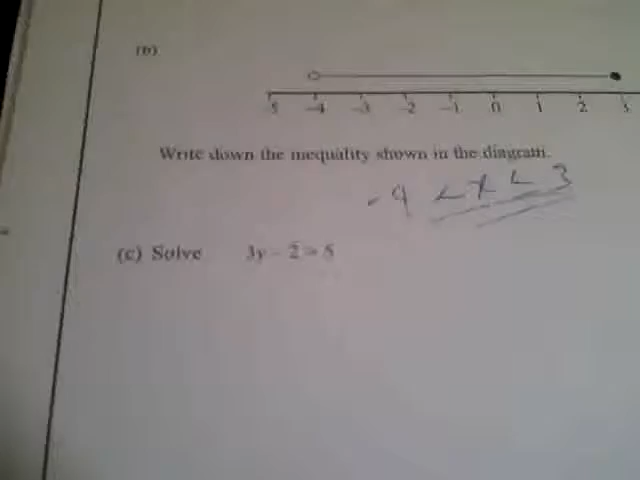 (b)
-5 -4 -3 -2 -1 0 1 2 3
Write down the inequality shown in the diagram.
-4 < x < 3
(c) Solve 3y - 2 > 5